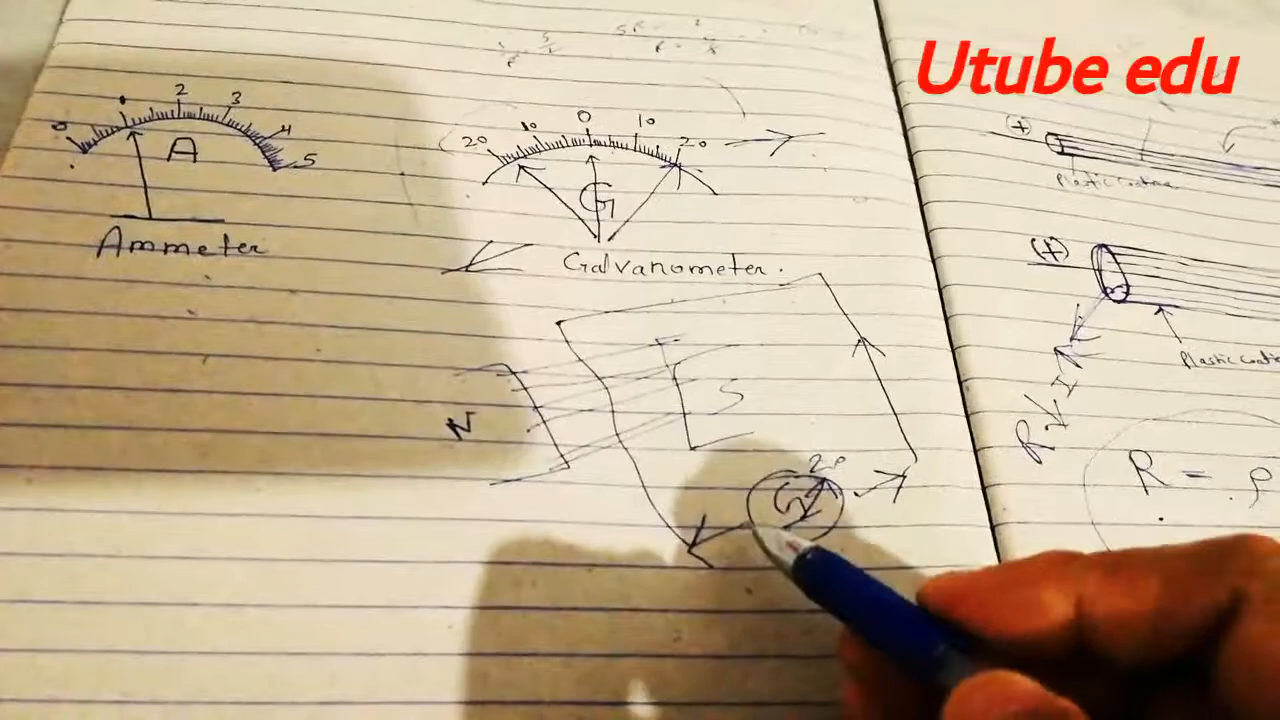 Utube edu
0 1 2 3 4 5
A
Ammeter
20 10 0 10 20
G
Galvanometer.
N
S
G
20
(+)
Plastic coating
(+)
Plastic coati
R
R = ρ